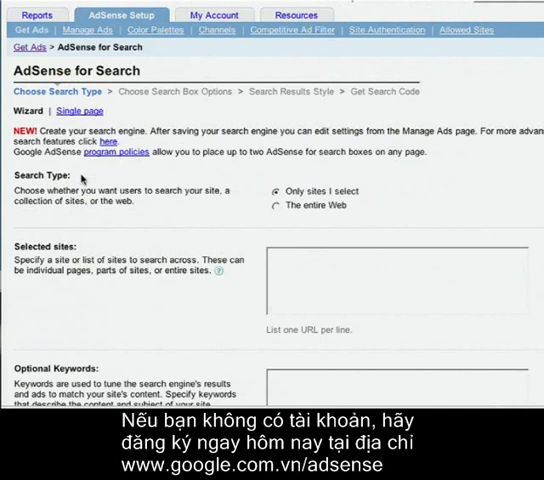 Reports AdSense Setup My Account Resources
Get Ads | Manage Ads | Color Palettes | Channels | Competitive Ad Filter | Site Authentication | Allowed Sites
Get Ads > AdSense for Search
AdSense for Search
Choose Search Type > Choose Search Box Options > Search Results Style > Get Search Code
Wizard | Single page
NEW! Create your search engine. After saving your search engine you can edit settings from the Manage Ads page. For more advan
search features click here.
Google AdSense program policies allow you to place up to two AdSense for search boxes on any page.
Search Type:
Choose whether you want users to search your site, a
collection of sites, or the web.
Only sites I select
The entire Web
Selected sites:
Specify a site or list of sites to search across. These can
be individual pages, parts of sites, or entire sites. ?
List one URL per line.
Optional Keywords:
Keywords are used to tune the search engine's results
and ads to match your site's content. Specify keywords
that describe the content and subject of your site.
Nếu bạn không có tài khoản, hãy
đăng ký ngay hôm nay tại địa chỉ
www.google.com.vn/adsense